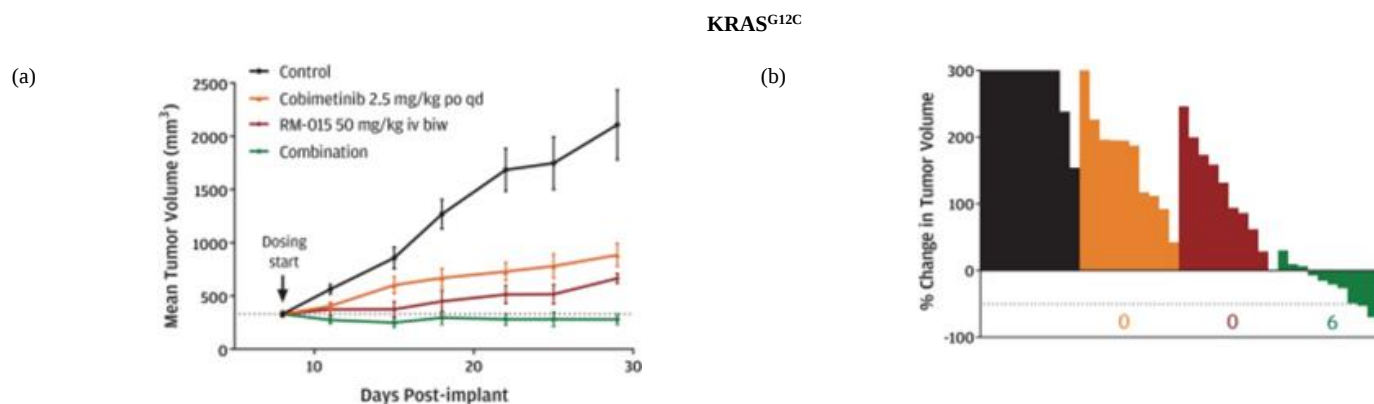 KRASG12C
(a)
Control
Cobimetinib 2.5 mg/kg po qd
RM-015 50 mg/kg iv biw
Combination
Mean Tumor Volume (mm3)
2500
2000
1500
1000
500
0
Dosing
start
10
20
30
Days Post-implant
(b)
% Change in Tumor Volume
300
200
100
0
-100
0
0
6